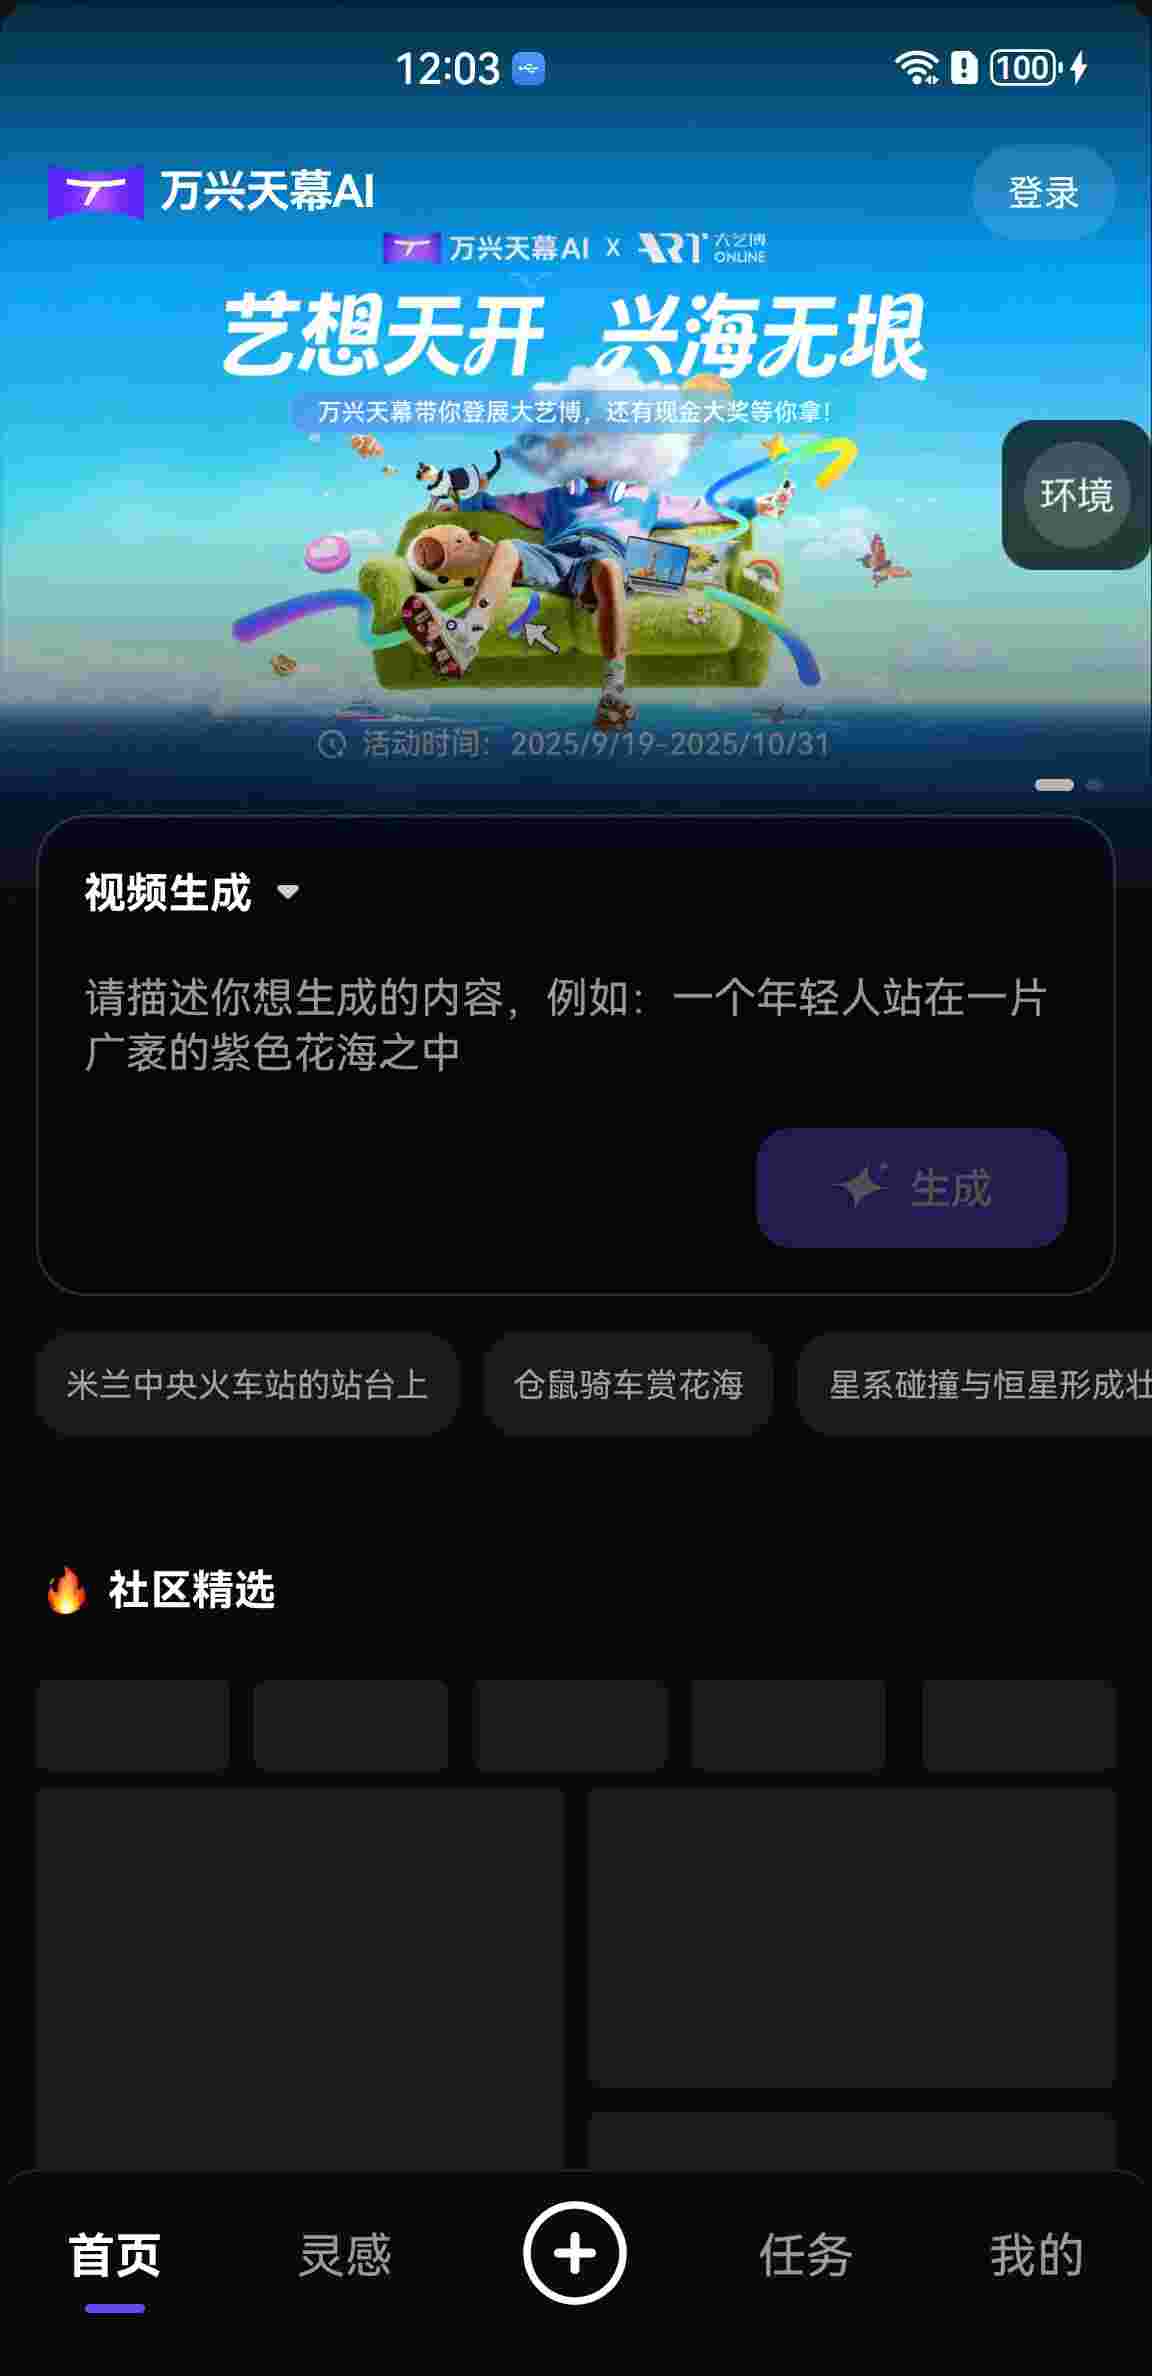 12:03
100
万兴天幕AI
登录
万兴天幕AI X ART 大艺博 ONLINE
艺想天开 兴海无垠
万兴天幕带你登展大艺博，还有现金大奖等你拿！
环境
活动时间：2025/9/19-2025/10/31
视频生成
请描述你想生成的内容，例如：一个年轻人站在一片
广袤的紫色花海之中
生成
米兰中央火车站的站台上
仓鼠骑车赏花海
星系碰撞与恒星形成壮
社区精选
首页
灵感
任务
我的